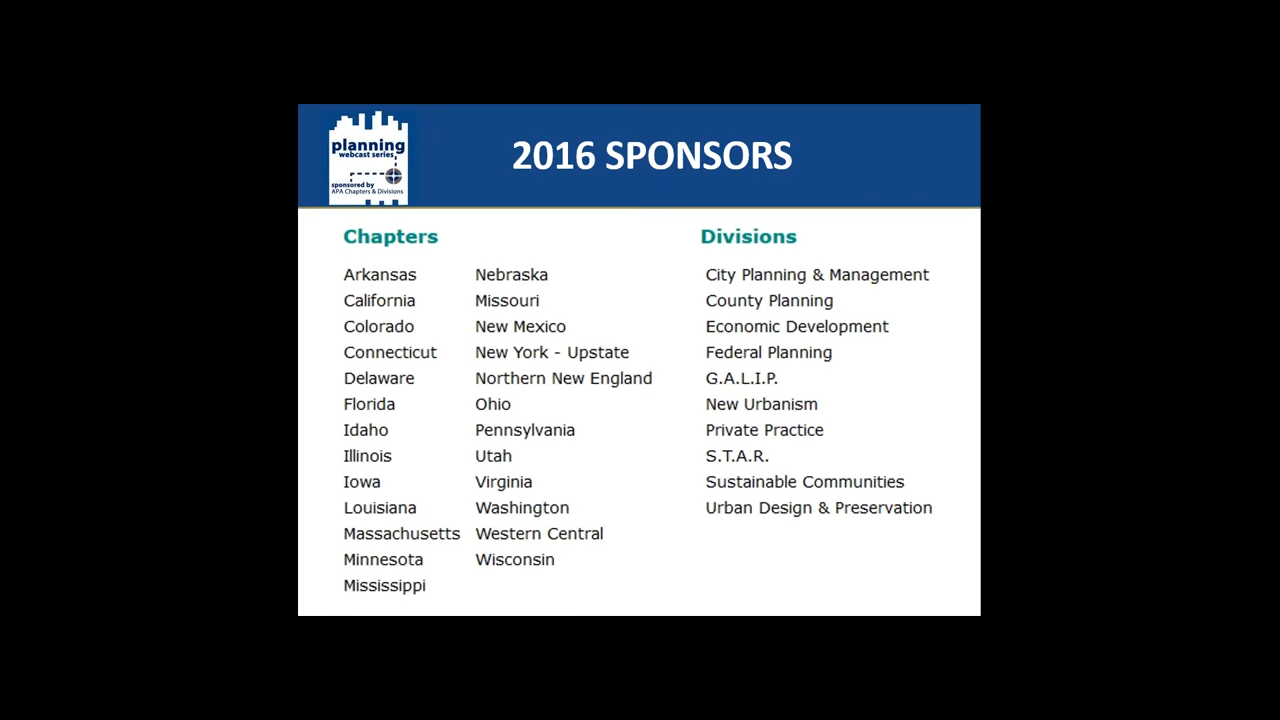 planning
webcast series
sponsored by
APA Chapters & Divisions
2016 SPONSORS
Chapters
Arkansas
California
Colorado
Connecticut
Delaware
Florida
Idaho
Illinois
Iowa
Louisiana
Massachusetts
Minnesota
Mississippi
Nebraska
Missouri
New Mexico
New York - Upstate
Northern New England
Ohio
Pennsylvania
Utah
Virginia
Washington
Western Central
Wisconsin
Divisions
City Planning & Management
County Planning
Economic Development
Federal Planning
G.A.L.I.P.
New Urbanism
Private Practice
S.T.A.R.
Sustainable Communities
Urban Design & Preservation